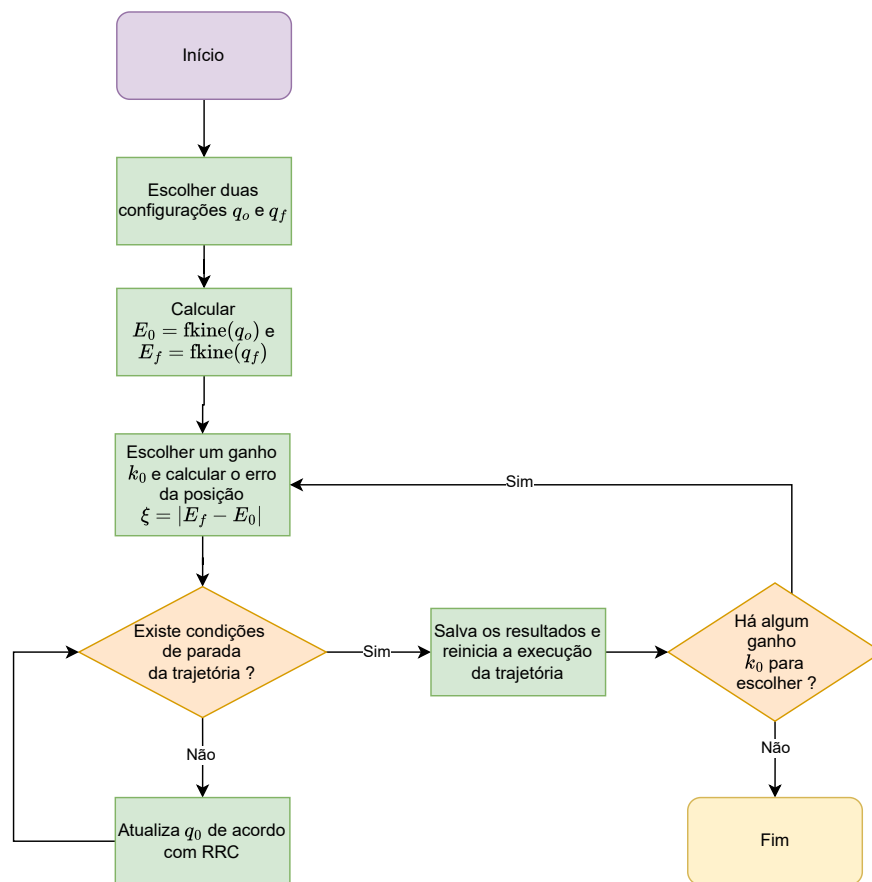 Início
Escolher duas
configurações $q_o$ e $q_f$
Calcular
$E_0 = \text{fkine}(q_o)$ e
$E_f = \text{fkine}(q_f)$
Escolher um ganho
$k_0$ e calcular o erro
da posição
$\xi = |E_f - E_0|$
Sim
Existe condições
de parada
da trajetória ?
Sim
Salva os resultados e
reinicia a execução
da trajetória
Há algum
ganho
$k_0$ para
escolher ?
Não
Não
Atualiza $q_0$ de acordo
com RRC
Fim